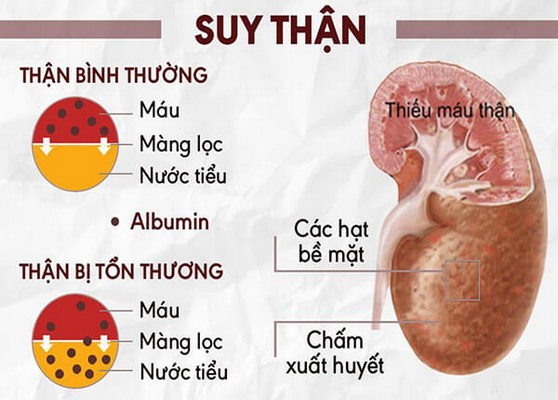 SUY THẬN
THẬN BÌNH THƯỜNG
Máu
Màng lọc
Nước tiểu
Albumin
THẬN BỊ TỔN THƯƠNG
Máu
Màng lọc
Nước tiểu
Thiếu máu thận
Các hạt
bề mặt
Chấm
xuất huyết